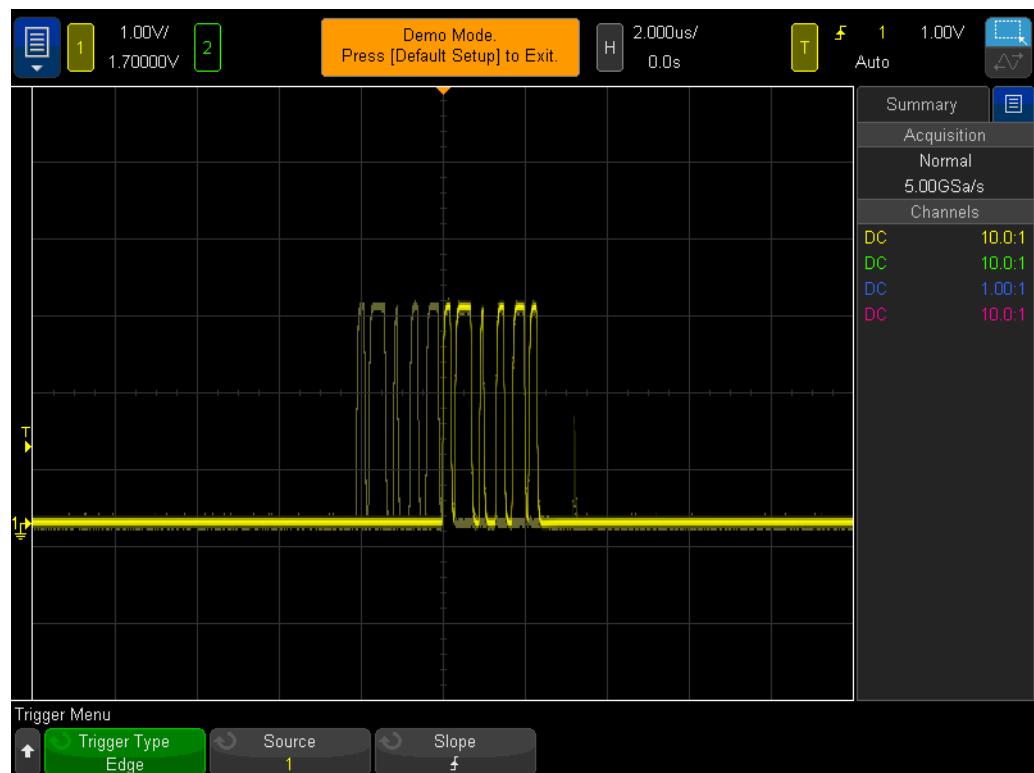 1
1.00V/
1.70000V
2
Demo Mode.
Press [Default Setup] to Exit.
H
2.000us/
0.0s
T
1
1.00V
Auto
Summary
Acquisition
Normal
5.00GSa/s
Channels
DC 10.0:1
DC 10.0:1
DC 1.00:1
DC 10.0:1
T
1
Trigger Menu
Trigger Type
Edge
Source
1
Slope